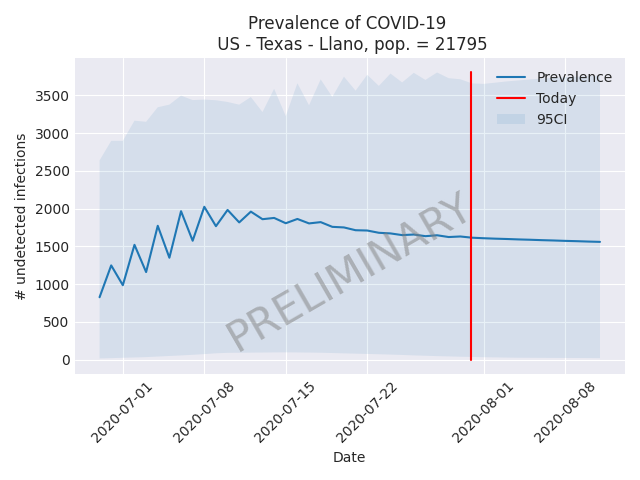 Prevalence of COVID-19
US - Texas - Llano, pop. = 21795
# undetected infections
3500
3000
2500
2000
1500
1000
500
0
Prevalence
Today
95CI
PRELIMINARY
2020-07-01
2020-07-08
2020-07-15
2020-07-22
2020-08-01
2020-08-08
Date